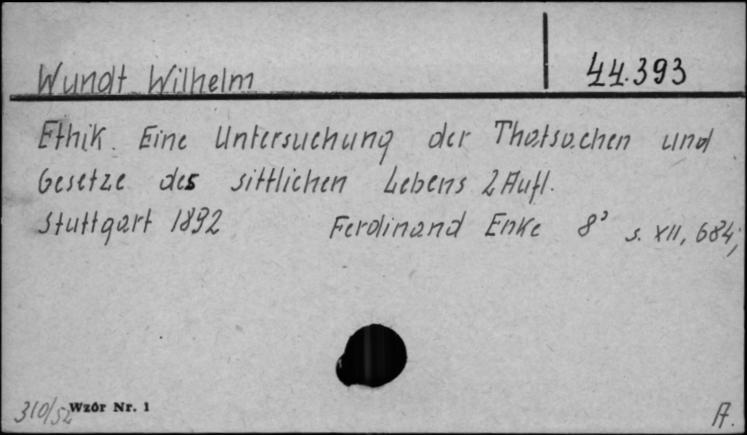 Wundt Wilhelm 44.393
Ethik. Eine Untersuchung der Thatsachen und
Gesetze des sittlichen Lebens 2 Aufl.
Stuttgart 1892 Ferdinand Enke 8° s. XII, 684;
310/52 Wzór Nr. 1 A.